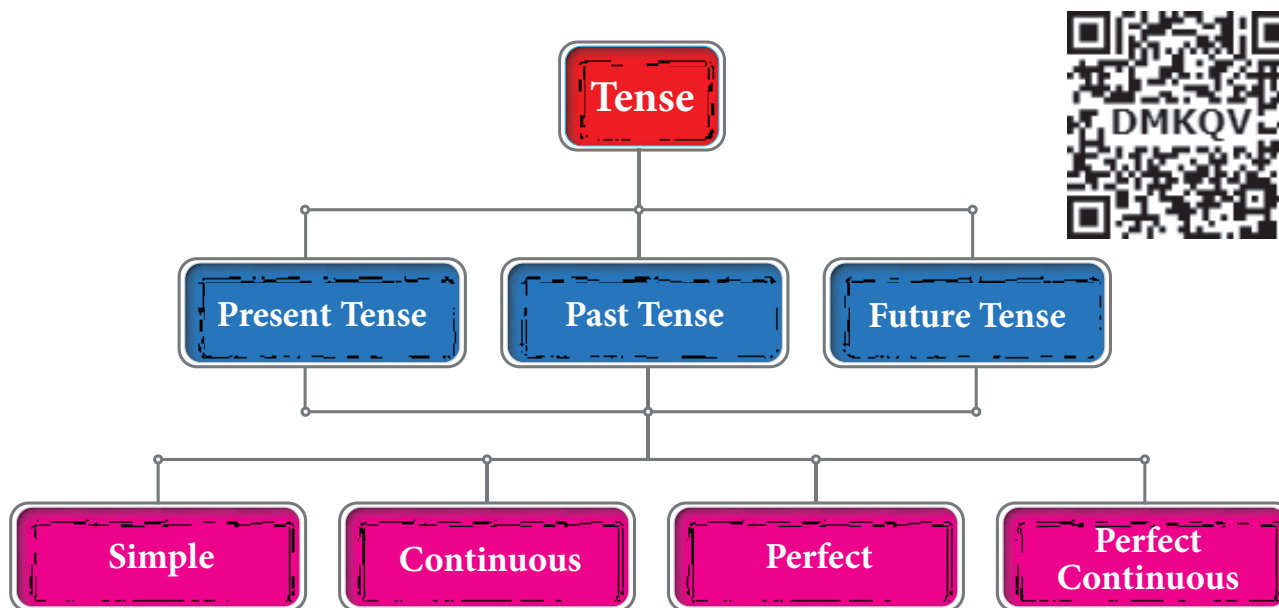 Tense
DMKQV
Present Tense
Past Tense
Future Tense
Simple
Continuous
Perfect
Perfect
Continuous